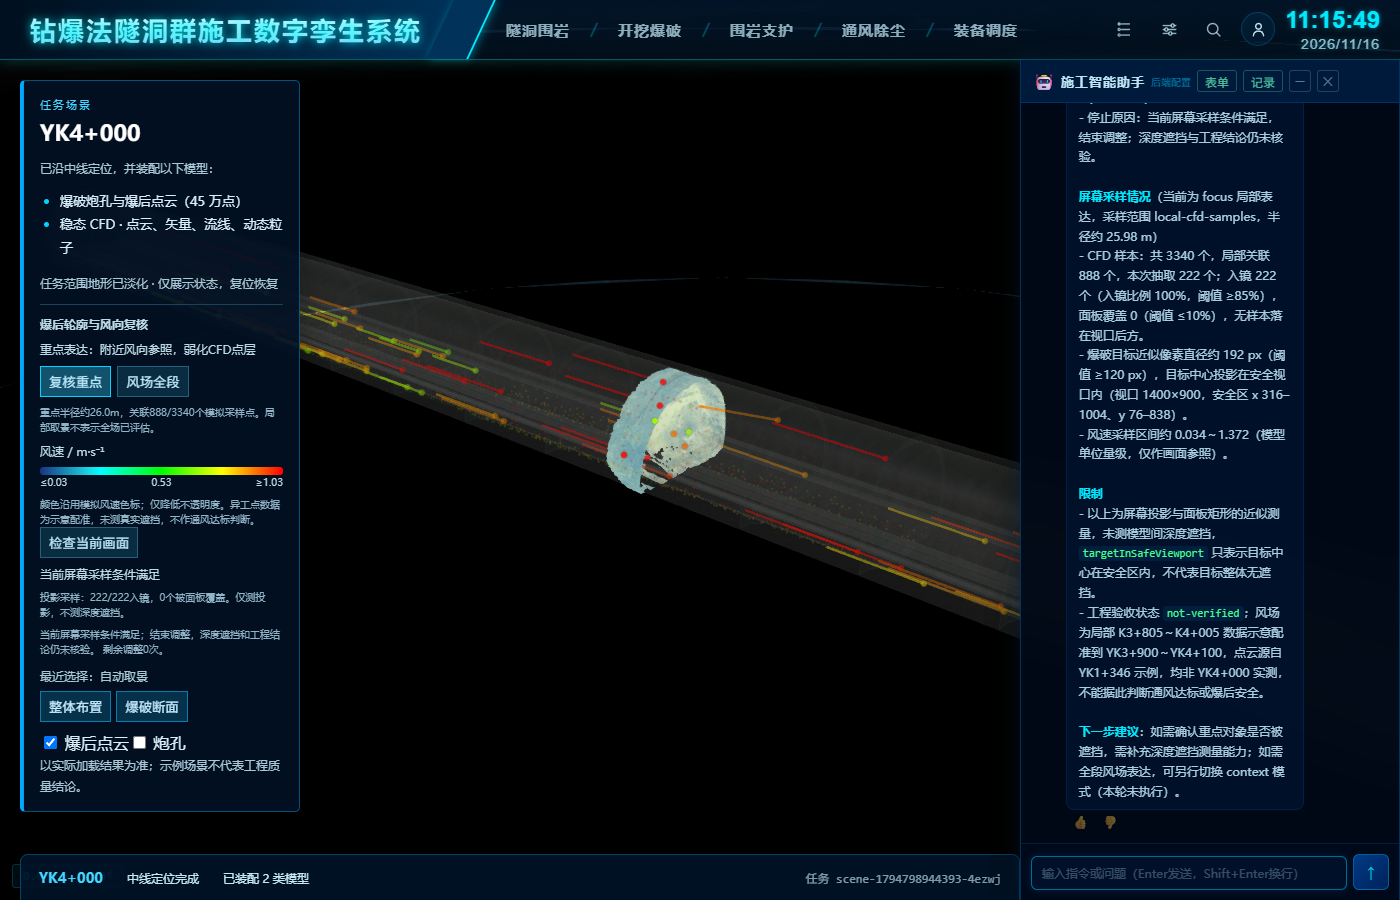 钻爆法隧洞群施工数字孪生系统
隧洞围岩 / 开挖爆破 / 围岩支护 / 通风除尘 / 装备调度
11:15:49
2026/11/16
任务场景
YK4+000
已沿中线定位，并装配以下模型：
爆破炮孔与爆后点云（45 万点）
稳态 CFD · 点云、矢量、流线、动态粒
子
任务范围地形已淡化 · 仅展示状态，复位恢复
爆后轮廓与风向复核
重点表达：附近风向参照，弱化CFD点层
复核重点 风场全段
重点半径约26.0m，关联888/3340个模拟采样点。局
部取景不表示全场已评估。
风速 / m·s⁻¹
≤0.03 0.53 ≥1.03
颜色沿用模拟风速色标；仅降低不透明度。异工点数据
为示意配准，未测真实遮挡，不作通风达标判断。
检查当前画面
当前屏幕采样条件满足
投影采样：222/222入镜，0个被面板覆盖。仅测投
影，不测深度遮挡。
当前屏幕采样条件满足；结束调整，深度遮挡和工程结
论仍未核验。 剩余调整0次。
最近选择：自动取景
整体布置 爆破断面
爆后点云 炮孔
以实际加载结果为准；示例场景不代表工程质
量结论。
YK4+000 中线定位完成 已装配 2 类模型 任务 scene-1794798944393-4ezwj
施工智能助手 后端配置 表单 记录
- 停止原因：当前屏幕采样条件满足，
结束调整；深度遮挡与工程结论仍未核
验。
屏幕采样情况（当前为 focus 局部表
达，采样范围 local-cfd-samples，半
径约 25.98 m）
- CFD 样本：共 3340 个，局部关联
888 个，本次抽取 222 个；入镜 222
个（入镜比例 100%，阈值 ≥85%），
面板覆盖 0（阈值 ≤10%），无样本落
在视口后方。
- 爆破目标近似像素直径约 192 px（阈
值 ≥120 px），目标中心投影在安全视
口内（视口 1400×900，安全区 x 316–
1004、y 76–838）。
- 风速采样区间约 0.034～1.372（模型
单位量级，仅作画面参照）。
限制
- 以上为屏幕投影与面板矩形的近似测
量，未测模型间深度遮挡，
targetInSafeViewport 只表示目标中
心在安全区内，不代表目标整体无遮
挡。
- 工程验收状态 not-verified；风场
为局部 K3+805～K4+005 数据示意配
准到 YK3+900～YK4+100，点云源自
YK1+346 示例，均非 YK4+000 实测，
不能据此判断通风达标或爆后安全。
下一步建议：如需确认重点对象是否被
遮挡，需补充深度遮挡测量能力；如需
全段风场表达，可另行切换 context 模
式（本轮未执行）。
输入指令或问题（Enter发送，Shift+Enter换行）